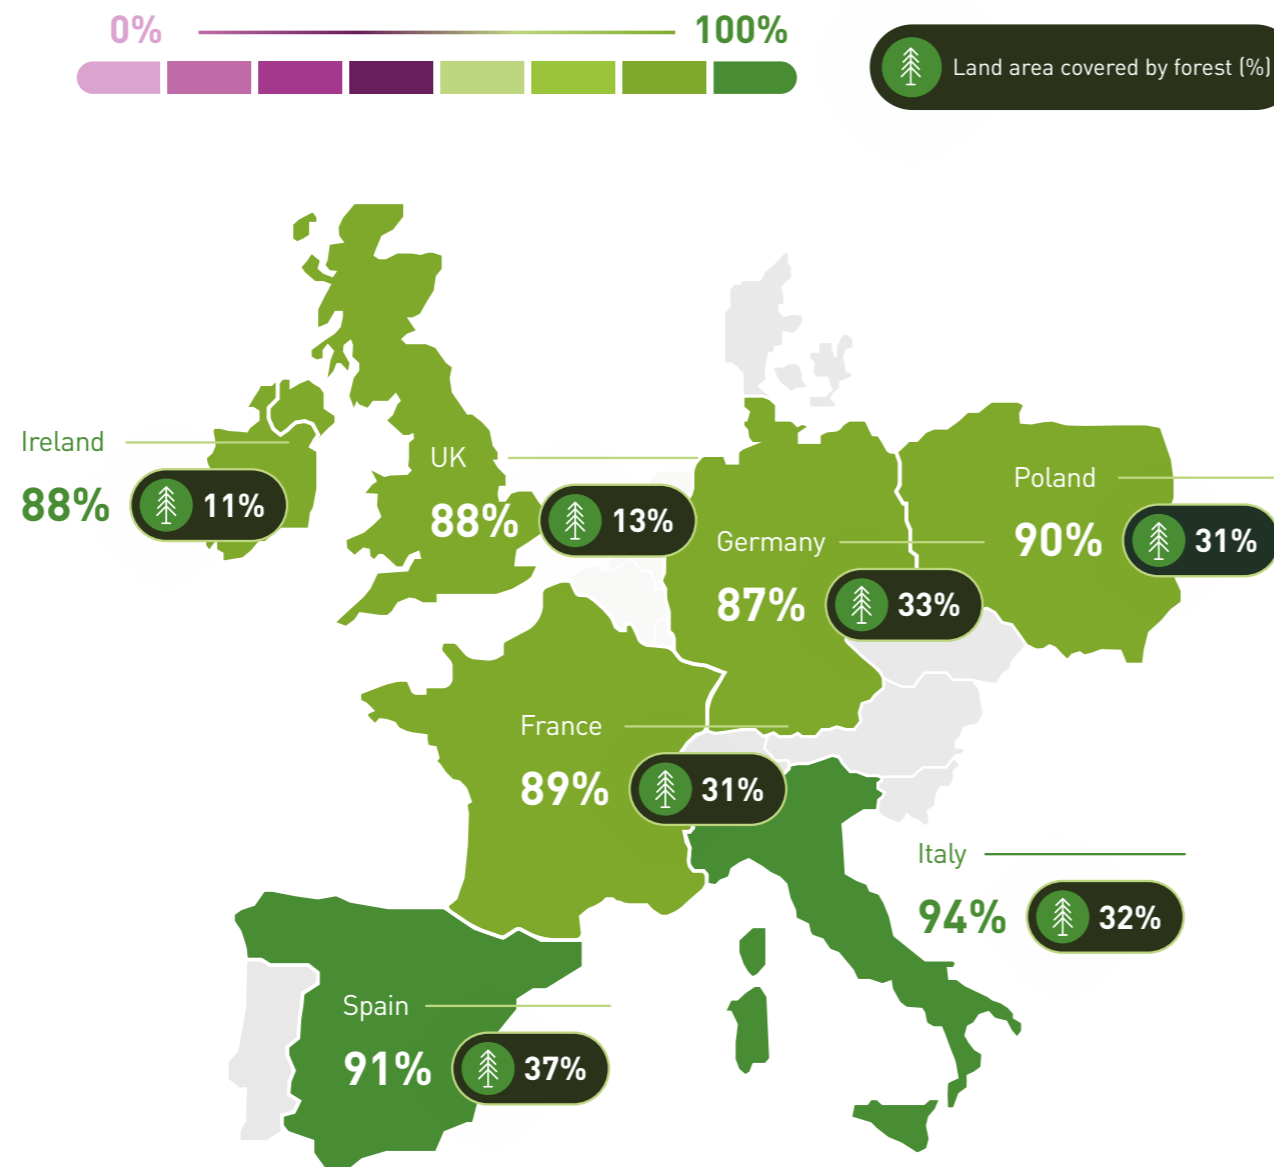 0% 100%
Land area covered by forest (%)
Ireland
88% 11%
UK
88% 13%
Germany
87% 33%
Poland
90% 31%
France
89% 31%
Italy
94% 32%
Spain
91% 37%